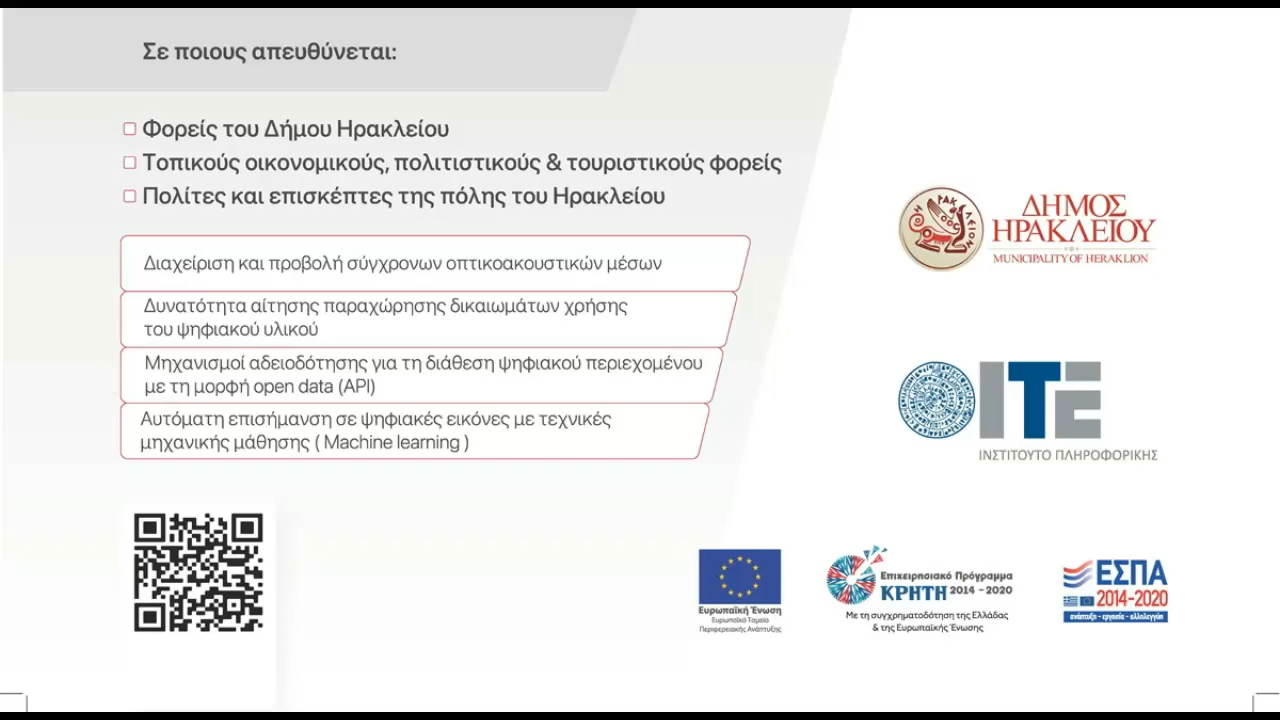 Σε ποιους απευθύνεται:
Φορείς του Δήμου Ηρακλείου
Τοπικούς οικονομικούς, πολιτιστικούς & τουριστικούς φορείς
Πολίτες και επισκέπτες της πόλης του Ηρακλείου
Διαχείριση και προβολή σύγχρονων οπτικοακουστικών μέσων
Δυνατότητα αίτησης παραχώρησης δικαιωμάτων χρήσης
του ψηφιακού υλικού
Μηχανισμοί αδειοδότησης για τη διάθεση ψηφιακού περιεχομένου
με τη μορφή open data (API)
Αυτόματη επισήμανση σε ψηφιακές εικόνες με τεχνικές
μηχανικής μάθησης ( Machine learning )
ΗΡΑΚΛΕΙΟΝ
ΔΗΜΟΣ
ΗΡΑΚΛΕΙΟΥ
MUNICIPALITY OF HERAKLION
ΙΤΕ
ΙΝΣΤΙΤΟΥΤΟ ΠΛΗΡΟΦΟΡΙΚΗΣ
Ευρωπαϊκή Ένωση
Ευρωπαϊκό Ταμείο
Περιφερειακής Ανάπτυξης
Επιχειρησιακό Πρόγραμμα
ΚΡΗΤΗ 2014 - 2020
Με τη συγχρηματοδότηση της Ελλάδας
& της Ευρωπαϊκής Ένωσης
ΕΣΠΑ
2014-2020
ανάπτυξη - εργασία - αλληλεγγύη